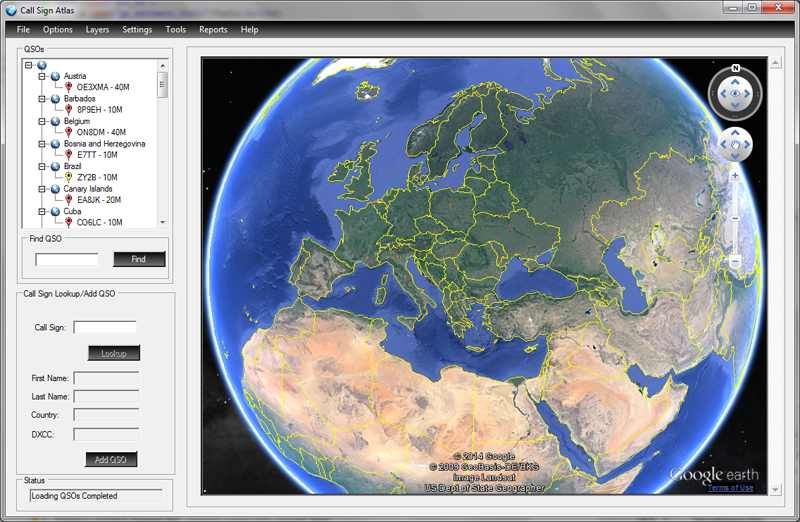 Call Sign Atlas
File Options Layers Settings Tools Reports Help
QSOs
Austria
OE3XMA - 40M
Barbados
8P9EH - 10M
Belgium
ON8DM - 40M
Bosnia and Herzegovina
E7TT - 10M
Brazil
ZY2B - 10M
Canary Islands
EA8JK - 20M
Cuba
CO6LC - 10M
Find QSO
Find
Call Sign Lookup/Add QSO
Call Sign:
Lookup
First Name:
Last Name:
Country:
DXCC:
Add QSO
Status
Loading QSOs Completed
N
© 2014 Google
© 2009 GeoBasis-DE/BKG
Image Landsat
US Dept of State Geographer
Google earth
Terms of Use